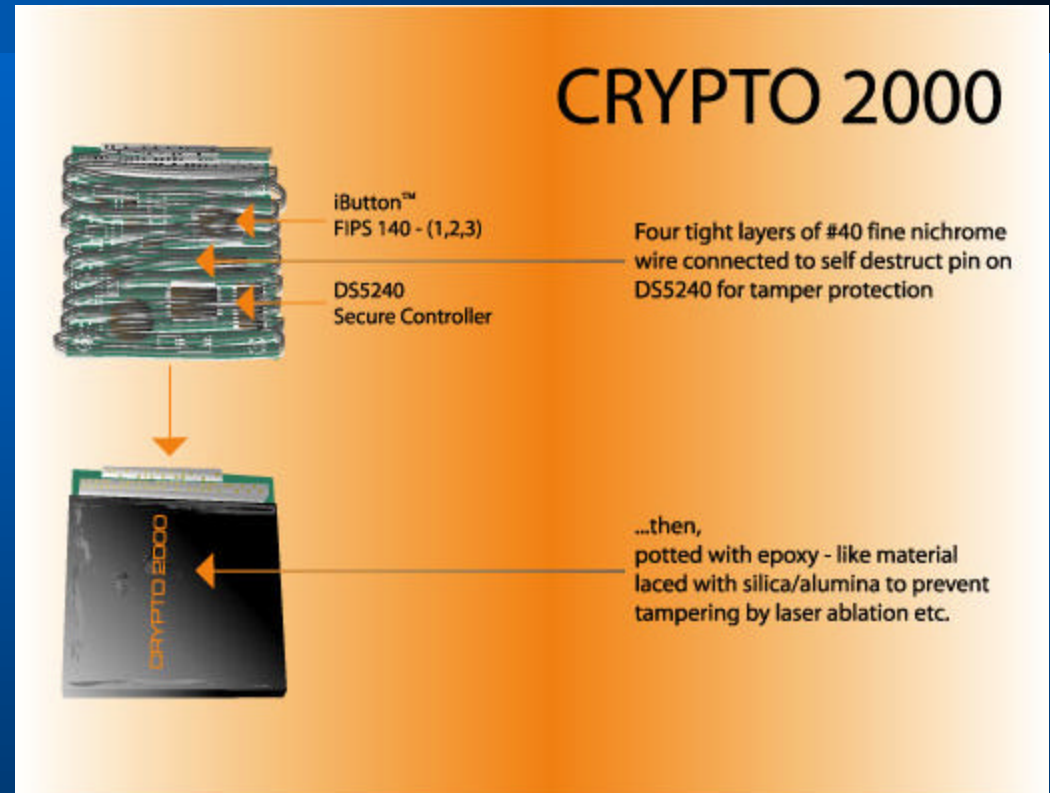 CRYPTO 2000
iButton™
FIPS 140 - (1,2,3)
DS5240
Secure Controller
Four tight layers of #40 fine nichrome
wire connected to self destruct pin on
DS5240 for tamper protection
CRYPTO 2000
...then,
potted with epoxy - like material
laced with silica/alumina to prevent
tampering by laser ablation etc.